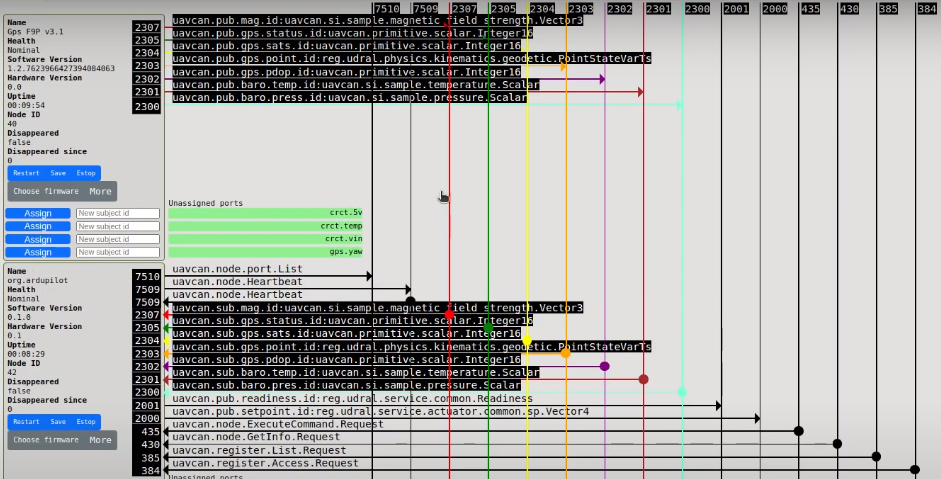 7510 7509 2307 2305 2304 2303 2302 2301 2300 2001 2000 435 430 385 384
Name
Gps F9P v3.1
Health
Nominal
Software Version
1.2.7623966427394084063
Hardware Version
0.0
Uptime
00:09:54
Node ID
40
Disappeared
false
Disappeared since
0
Restart Save Estop
Choose firmware More
2307 uavcan.pub.mag.id:uavcan.si.sample.magnetic_field_strength.Vector3
2305 uavcan.pub.gps.status.id:uavcan.primitive.scalar.Integer16
2304 uavcan.pub.gps.sats.id:uavcan.primitive.scalar.Integer16
2303 uavcan.pub.gps.point.id:reg.udral.physics.kinematics.geodetic.PointStateVarTs
2302 uavcan.pub.gps.pdop.id:uavcan.primitive.scalar.Integer16
2301 uavcan.pub.baro.temp.id:uavcan.si.sample.temperature.Scalar
2300 uavcan.pub.baro.press.id:uavcan.si.sample.pressure.Scalar
Unassigned ports
Assign New subject id crct.5v
Assign New subject id crct.temp
Assign New subject id crct.vin
Assign New subject id gps.yaw
Name
org.ardupilot
Health
Nominal
Software Version
0.1.0
Hardware Version
0.1
Uptime
00:08:29
Node ID
42
Disappeared
false
Disappeared since
0
Restart Save Estop
Choose firmware More
7510 uavcan.node.port.List
7509 uavcan.node.Heartbeat
7509 uavcan.node.Heartbeat
2307 uavcan.sub.mag.id:uavcan.si.sample.magnetic_field_strength.Vector3
2305 uavcan.sub.gps.status.id:uavcan.primitive.scalar.Integer16
2304 uavcan.sub.gps.sats.id:uavcan.primitive.scalar.Integer16
2303 uavcan.sub.gps.point.id:reg.udral.physics.kinematics.geodetic.PointStateVarTs
2302 uavcan.sub.gps.pdop.id:uavcan.primitive.scalar.Integer16
2301 uavcan.sub.baro.temp.id:uavcan.si.sample.temperature.Scalar
2300 uavcan.sub.baro.press.id:uavcan.si.sample.pressure.Scalar
2001 uavcan.pub.readiness.id:reg.udral.service.common.Readiness
2000 uavcan.pub.setpoint.id:reg.udral.service.actuator.common.sp.Vector4
435 uavcan.node.ExecuteCommand.Request
430 uavcan.node.GetInfo.Request
385 uavcan.register.List.Request
384 uavcan.register.Access.Request
Unassigned ports